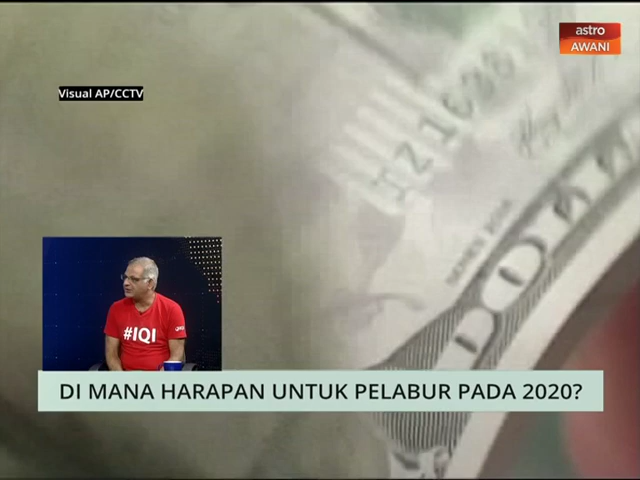 astro
AWANI
Visual AP/CCTV
#IQI
DI MANA HARAPAN UNTUK PELABUR PADA 2020?